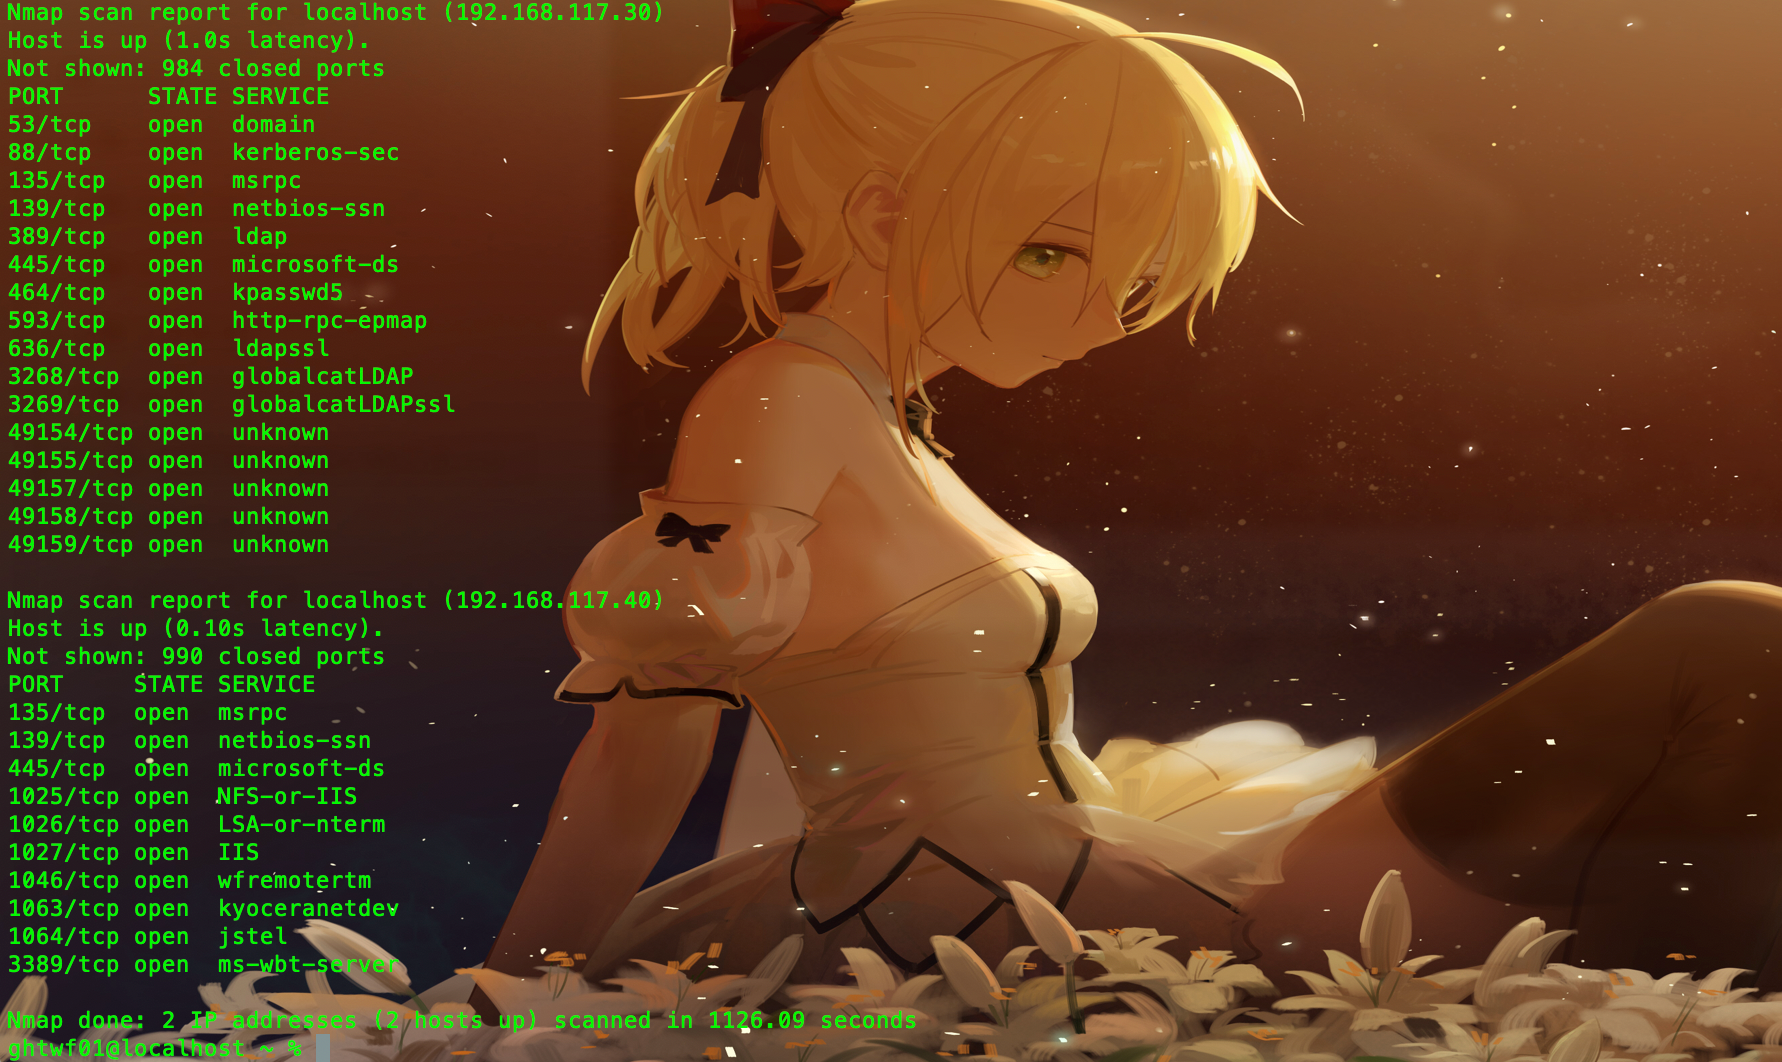 Nmap scan report for localhost (192.168.117.30)
Host is up (1.0s latency).
Not shown: 984 closed ports
PORT      STATE SERVICE
53/tcp    open  domain
88/tcp    open  kerberos-sec
135/tcp   open  msrpc
139/tcp   open  netbios-ssn
389/tcp   open  ldap
445/tcp   open  microsoft-ds
464/tcp   open  kpasswd5
593/tcp   open  http-rpc-epmap
636/tcp   open  ldapssl
3268/tcp  open  globalcatLDAP
3269/tcp  open  globalcatLDAPssl
49154/tcp open  unknown
49155/tcp open  unknown
49157/tcp open  unknown
49158/tcp open  unknown
49159/tcp open  unknown
Nmap scan report for localhost (192.168.117.40)
Host is up (0.10s latency).
Not shown: 990 closed ports
PORT     STATE SERVICE
135/tcp  open  msrpc
139/tcp  open  netbios-ssn
445/tcp  open  microsoft-ds
1025/tcp open  NFS-or-IIS
1026/tcp open  LSA-or-nterm
1027/tcp open  IIS
1046/tcp open  wfremotertm
1063/tcp open  kyoceranetdev
1064/tcp open  jstel
3389/tcp open  ms-wbt-server
Nmap done: 2 IP addresses (2 hosts up) scanned in 1126.09 seconds
ghtwf01@localhost ~ %